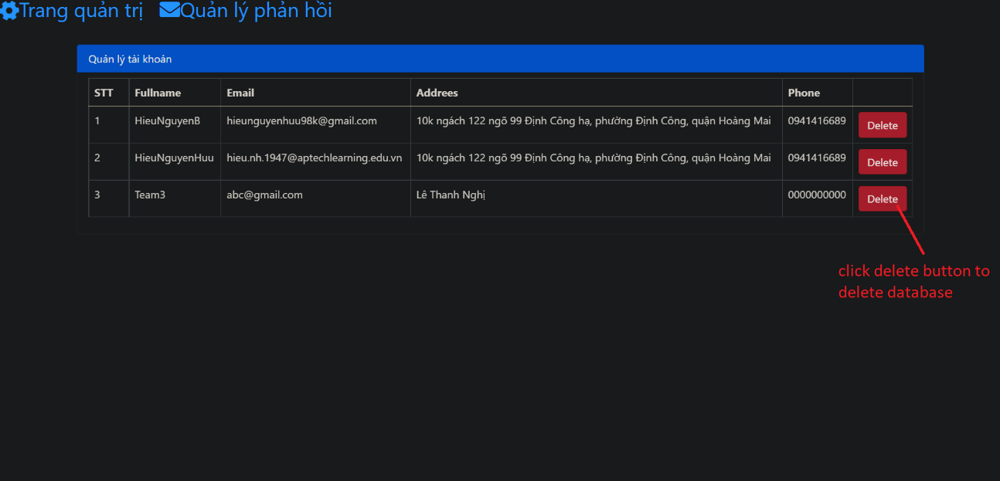 Trang quản trị Quản lý phản hồi
Quản lý tài khoản
STT Fullname Email Addrees Phone
1 HieuNguyenB hieunguyenhuu98k@gmail.com 10k ngách 122 ngõ 99 Định Công hạ, phường Định Công, quận Hoàng Mai 0941416689 Delete
2 HieuNguyenHuu hieu.nh.1947@aptechlearning.edu.vn 10k ngách 122 ngõ 99 Định Công hạ, phường Định Công, quận Hoàng Mai 0941416689 Delete
3 Team3 abc@gmail.com Lê Thanh Nghị 0000000000 Delete
click delete button to
delete database